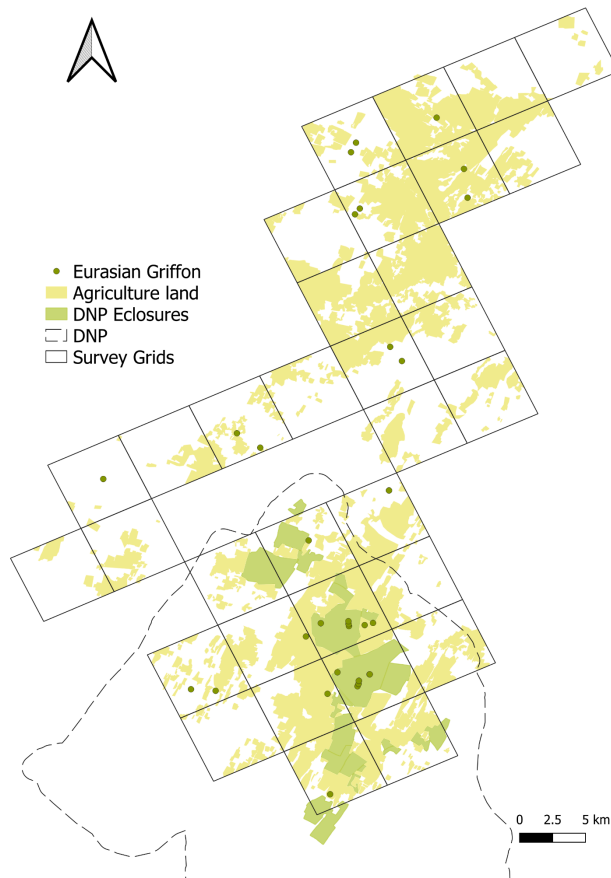 Eurasian Griffon
Agriculture land
DNP Eclosures
DNP
Survey Grids
0 2.5 5 km